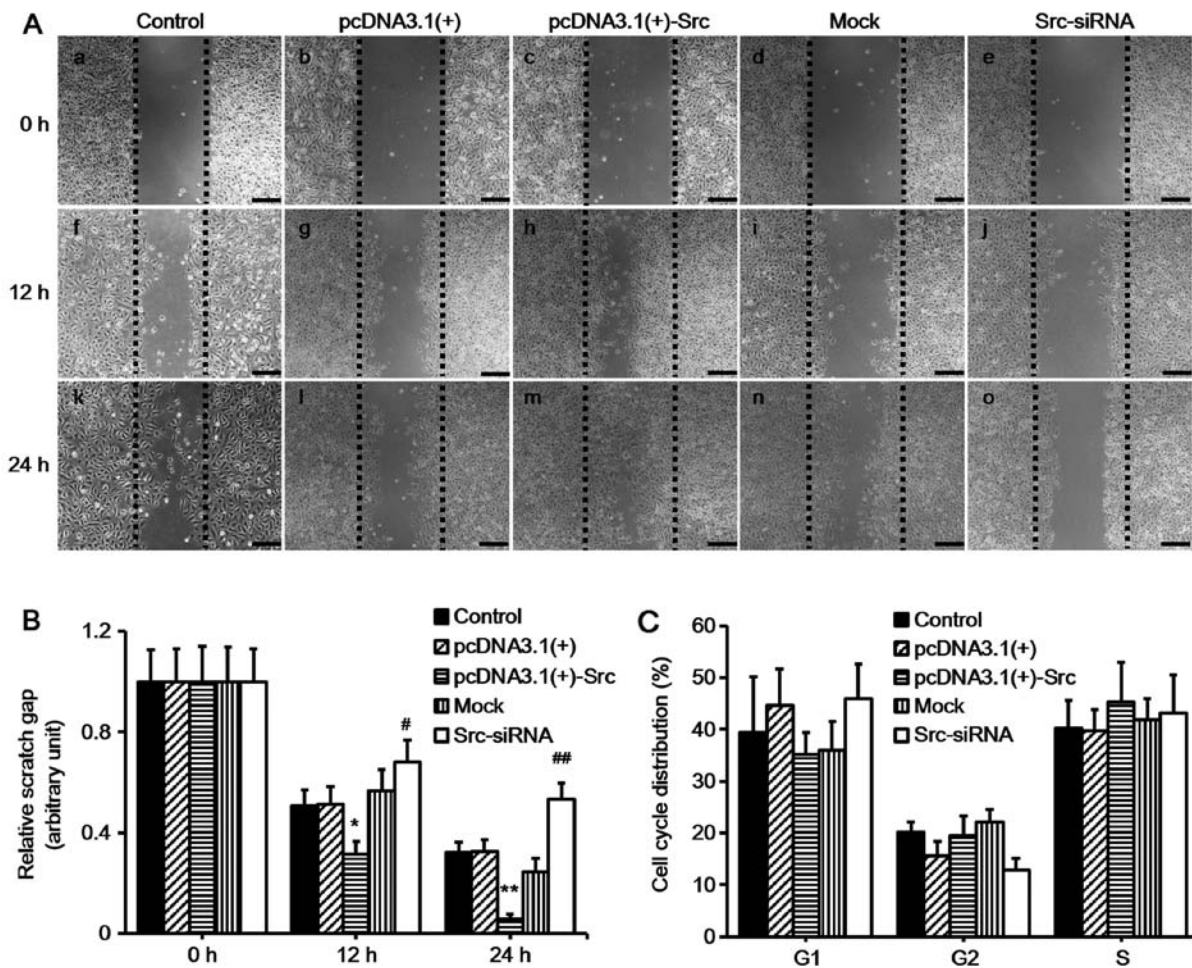 A
Control
pcDNA3.1(+)
pcDNA3.1(+)-Src
Mock
Src-siRNA
0 h
a
b
c
d
e
12 h
f
g
h
i
j
24 h
k
l
m
n
o
B
Relative scratch gap
(arbitrary unit)
1.2
0.8
0.4
0
Control
pcDNA3.1(+)
pcDNA3.1(+)-Src
Mock
Src-siRNA
*
#
**
##
0 h
12 h
24 h
C
Cell cycle distribution (%)
60
50
40
30
20
10
0
Control
pcDNA3.1(+)
pcDNA3.1(+)-Src
Mock
Src-siRNA
G1
G2
S